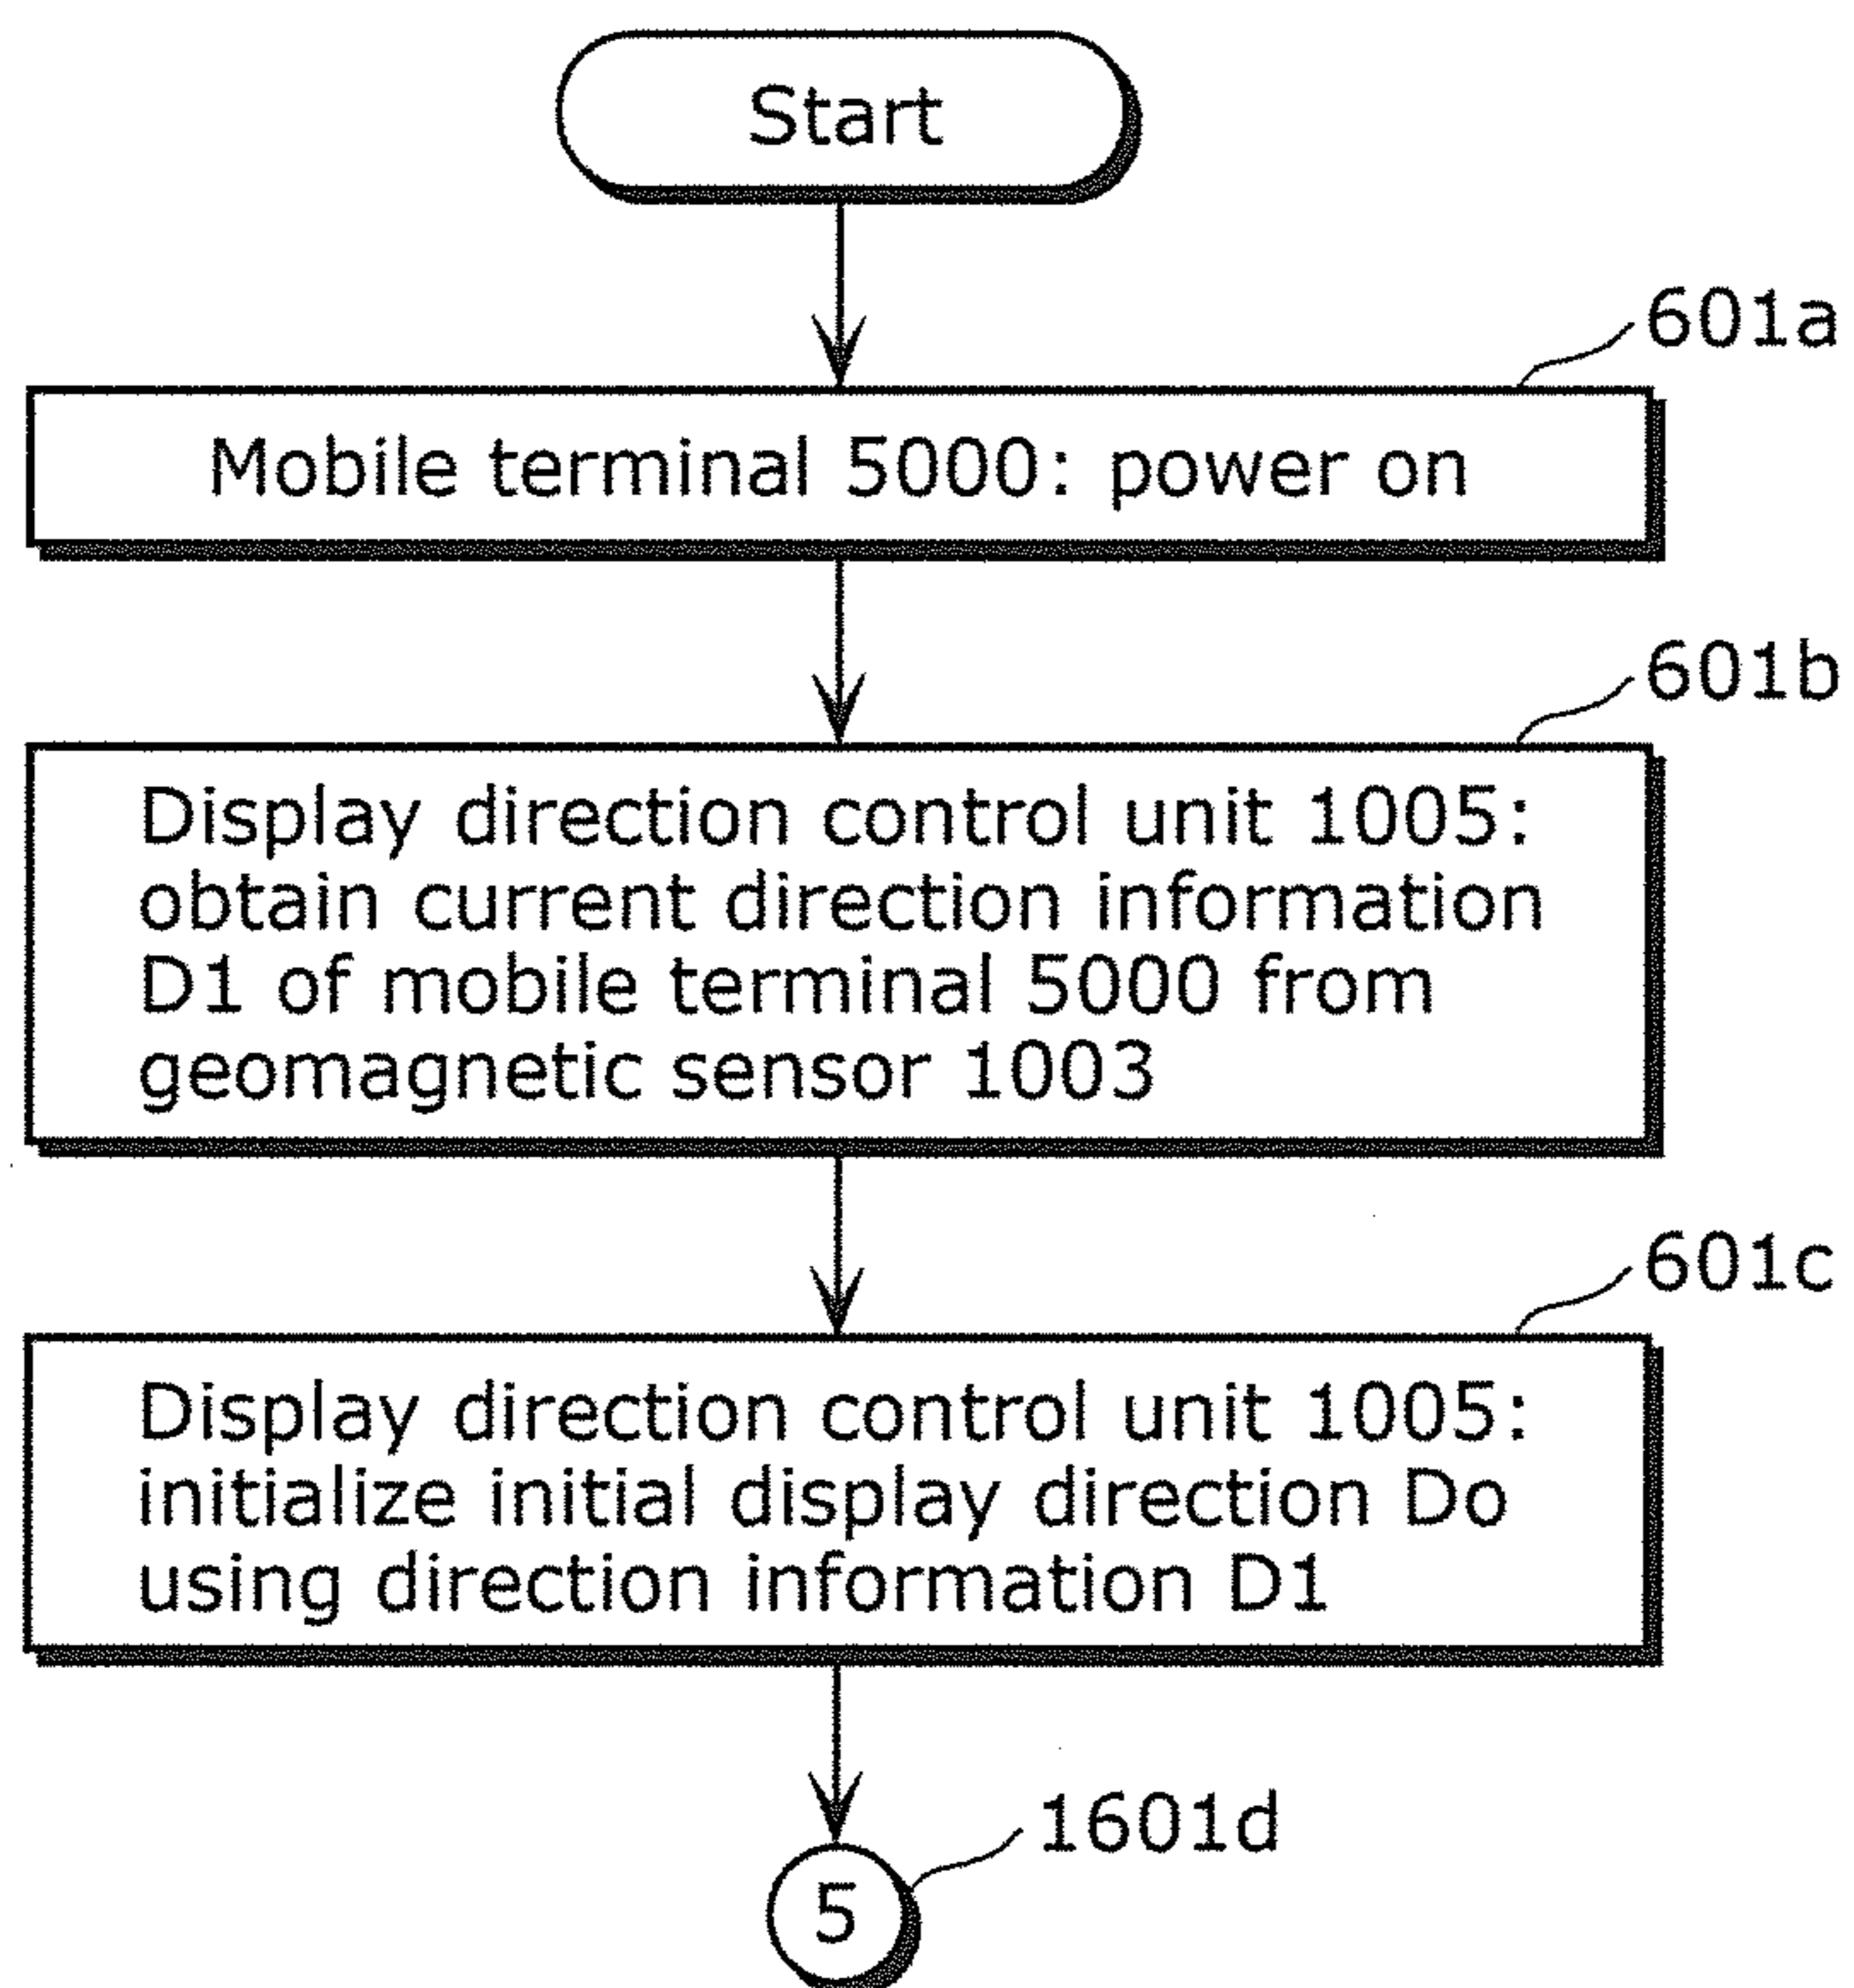 Start
601a
Mobile terminal 5000: power on
601b
Display direction control unit 1005:
obtain current direction information
D1 of mobile terminal 5000 from
geomagnetic sensor 1003
601c
Display direction control unit 1005:
initialize initial display direction Do
using direction information D1
1601d
5